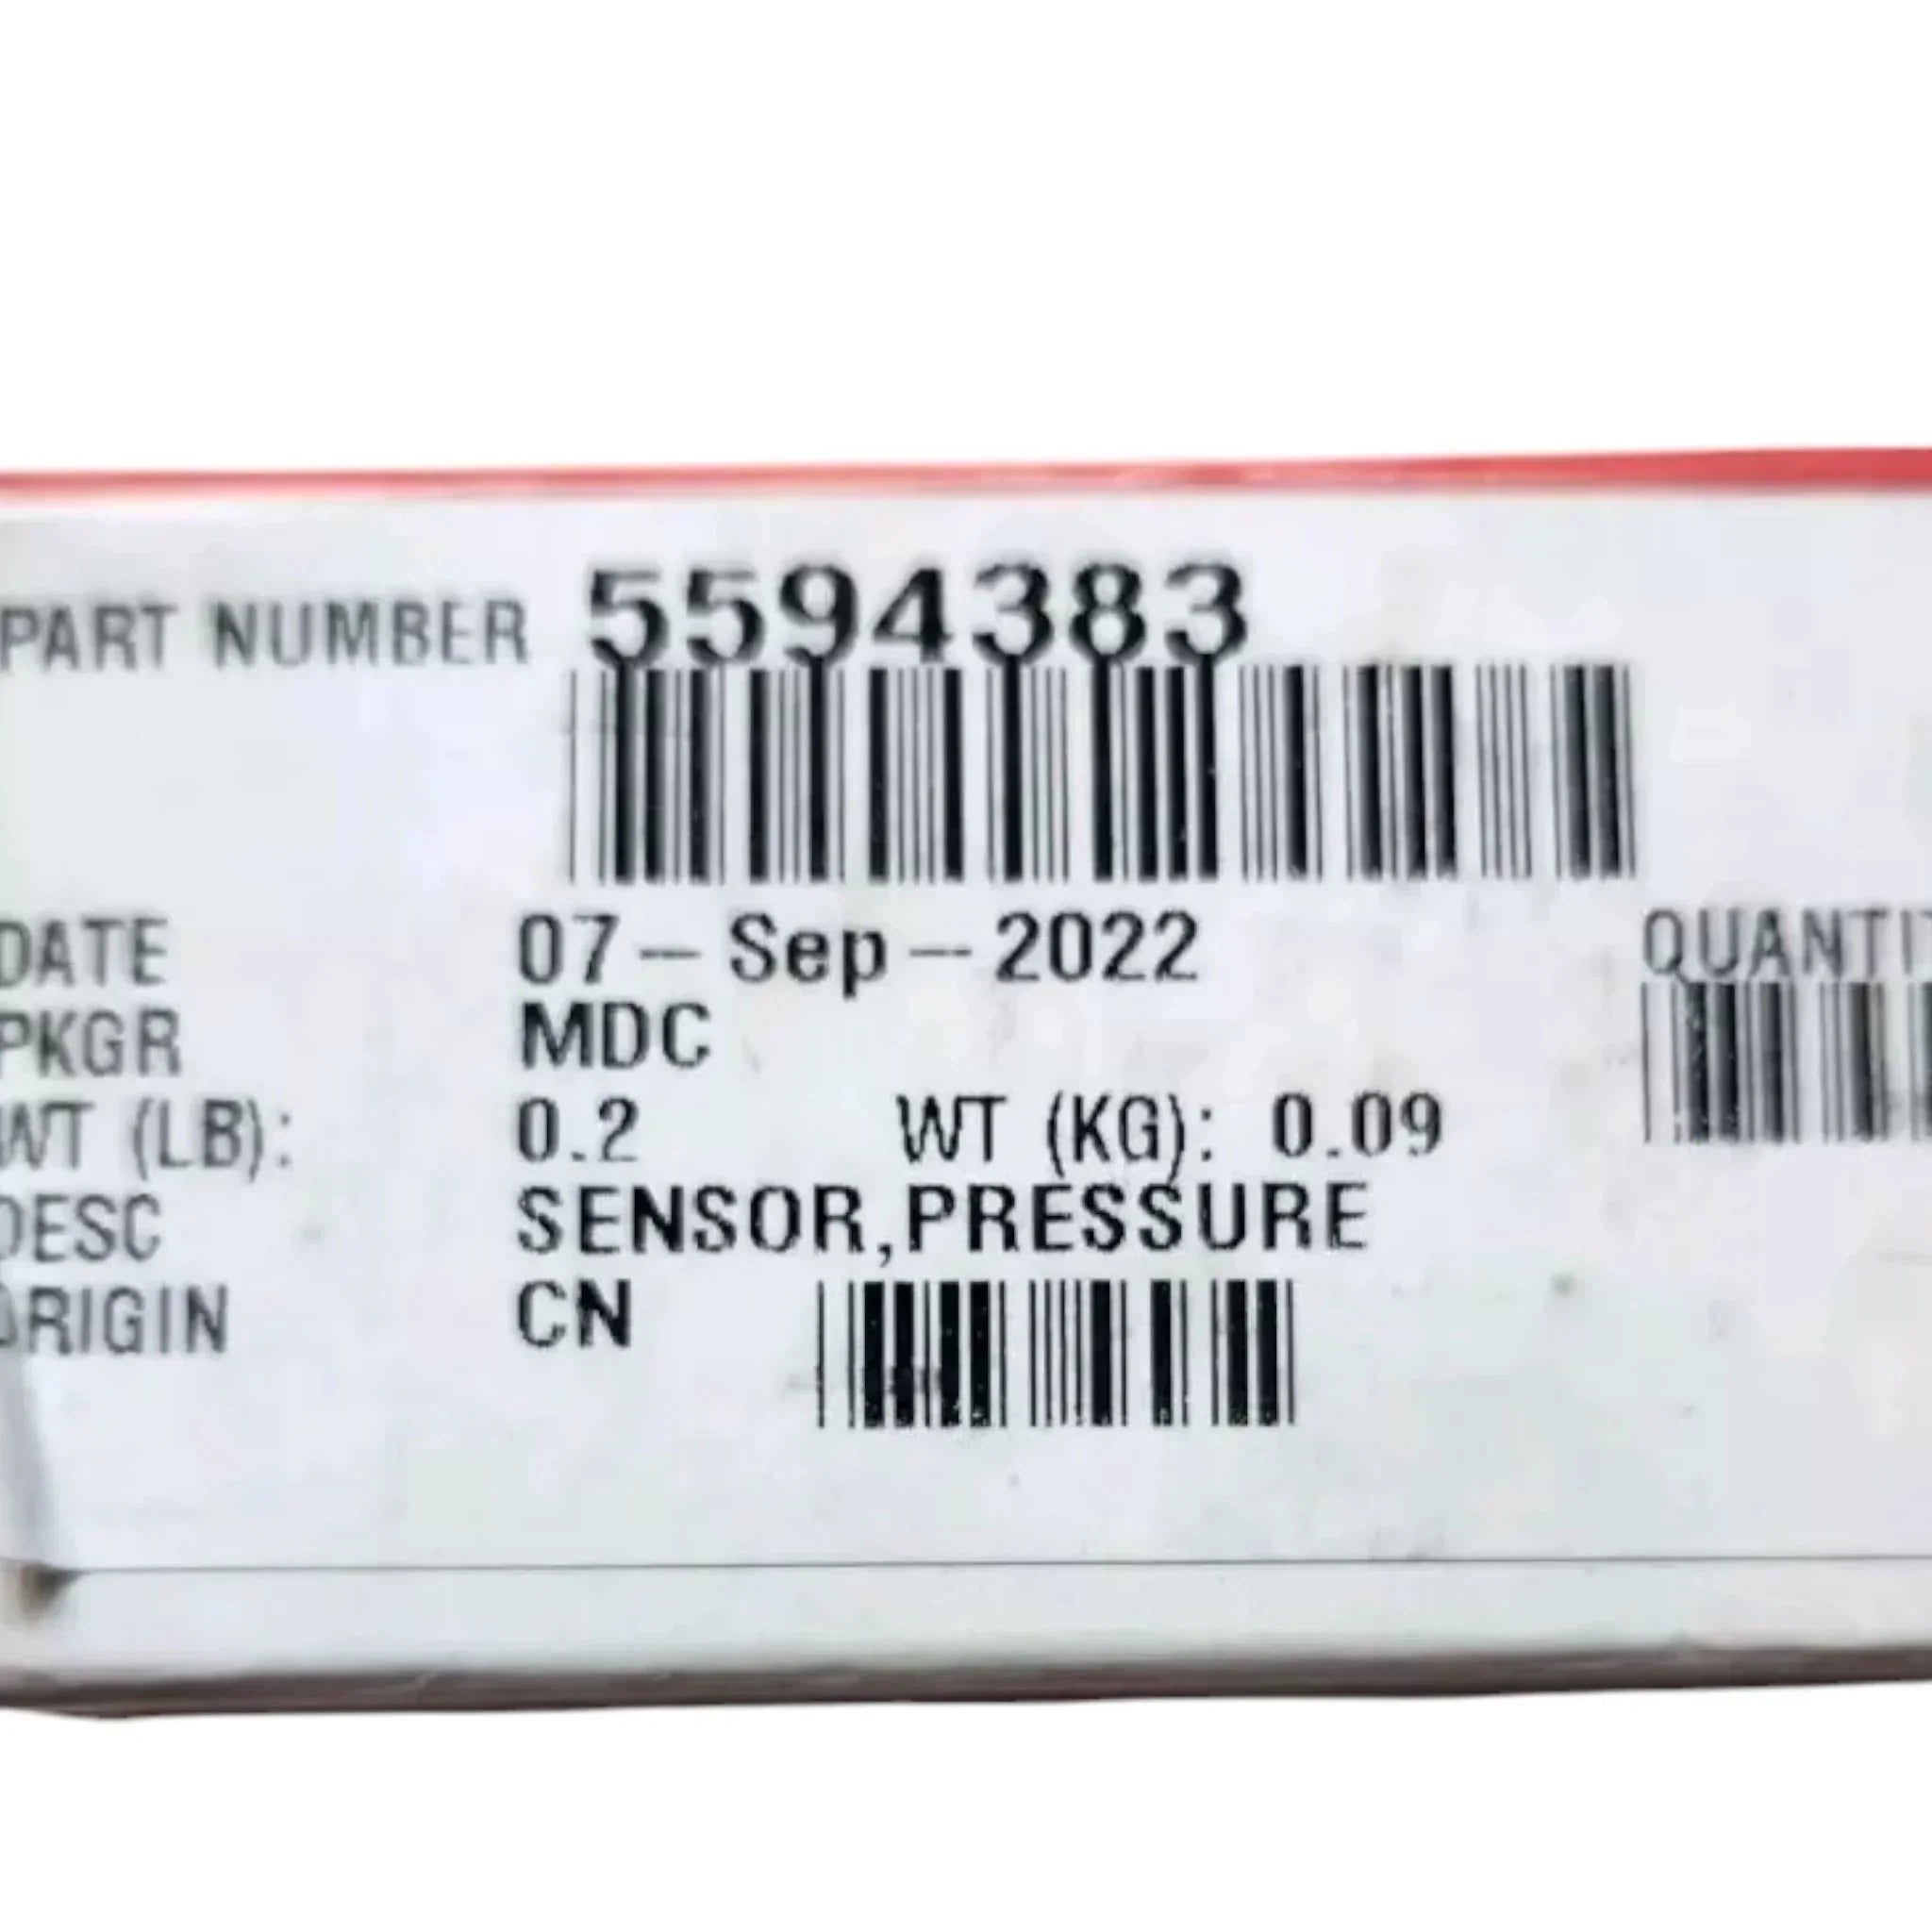 PART NUMBER 5594383
DATE 07-Sep-2022 QUANTIT
PKGR MDC
WT (LB): 0.2 WT (KG): 0.09
DESC SENSOR,PRESSURE
ORIGIN CN